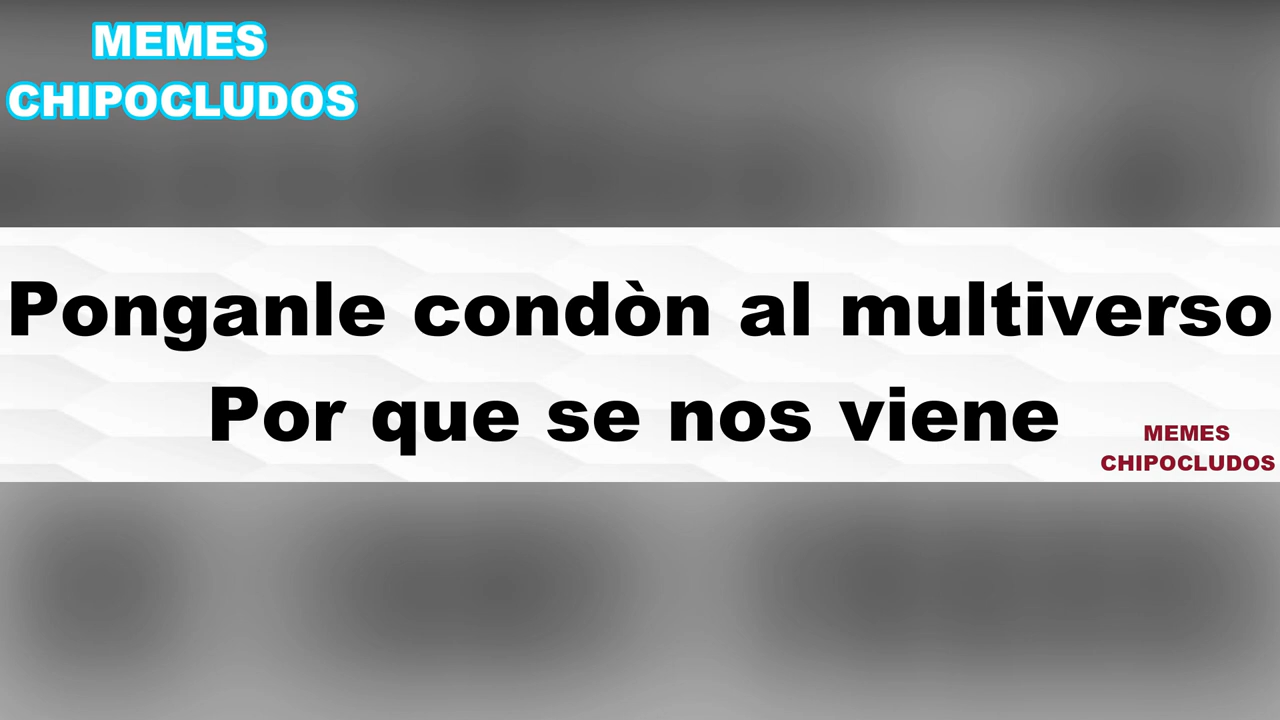 MEMES
CHIPOCLUDOS
Ponganle condòn al multiverso
Por que se nos viene
MEMES
CHIPOCLUDOS